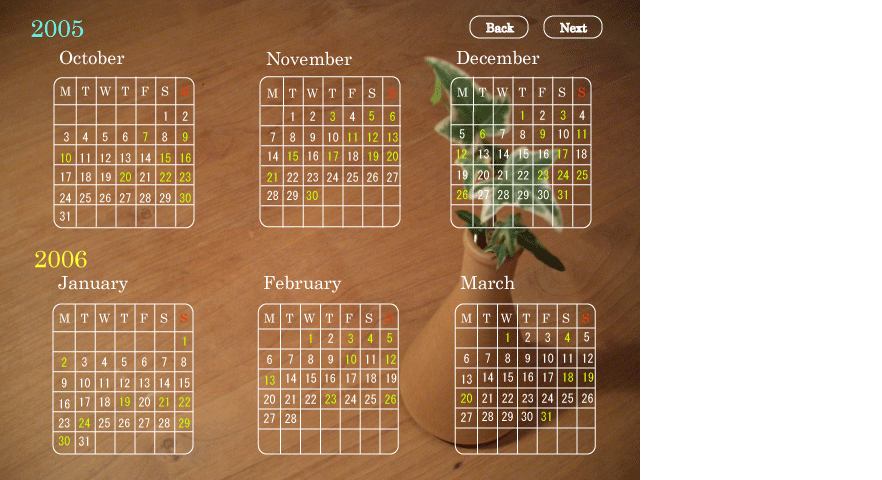 2005
Back Next
October
M T W T F S S
1 2
3 4 5 6 7 8 9
10 11 12 13 14 15 16
17 18 19 20 21 22 23
24 25 26 27 28 29 30
31
November
M T W T F S S
1 2 3 4 5 6
7 8 9 10 11 12 13
14 15 16 17 18 19 20
21 22 23 24 25 26 27
28 29 30
December
M T W T F S S
1 2 3 4
5 6 7 8 9 10 11
12 13 14 15 16 17 18
19 20 21 22 23 24 25
26 27 28 29 30 31
2006
January
M T W T F S S
1
2 3 4 5 6 7 8
9 10 11 12 13 14 15
16 17 18 19 20 21 22
23 24 25 26 27 28 29
30 31
February
M T W T F S S
1 2 3 4 5
6 7 8 9 10 11 12
13 14 15 16 17 18 19
20 21 22 23 24 25 26
27 28
March
M T W T F S S
1 2 3 4 5
6 7 8 9 10 11 12
13 14 15 16 17 18 19
20 21 22 23 24 25 26
27 28 29 30 31